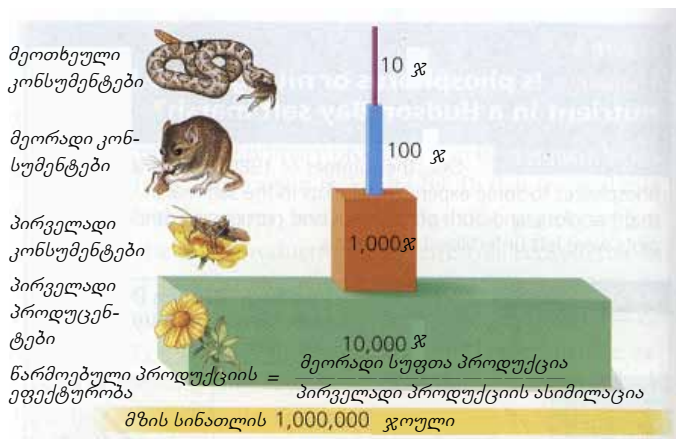 მეოთხეული
კონსუმენტები
10 ჯ
მეორადი კონ-
სუმენტები
100 ჯ
პირველადი
კონსუმენტები
1,000ჯ
პირველადი
პროდუცენ-
ტები
10,000 ჯ
წარმოებული პროდუქციის = მეორადი სუფთა პროდუქცია
ეფექტურობა პირველადი პროდუქციის ასიმილაცია
მზის სინათლის 1,000,000 ჯოული